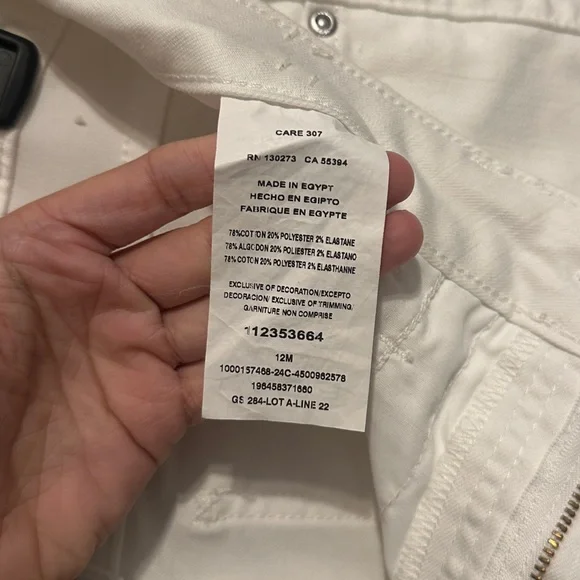 CARE 307
RN 130273 CA 55394
MADE IN EGYPT
HECHO EN EGIPTO
FABRIQUE EN EGYPTE
78%COTTON 20% POLYESTER 2% ELASTANE
78% ALGODON 20% POLIESTER 2% ELASTANO
78% COTON 20% POLYESTER 2% ELASTHANNE
EXCLUSIVE OF DECORATION/EXCEPTO
DECORACION/ EXCLUSIVE OF TRIMMING.
GARNITURE NON COMPRISE
112353664
12M
1000157468-24C-4500962578
196458371660
GS 284-LOT A-LINE 22